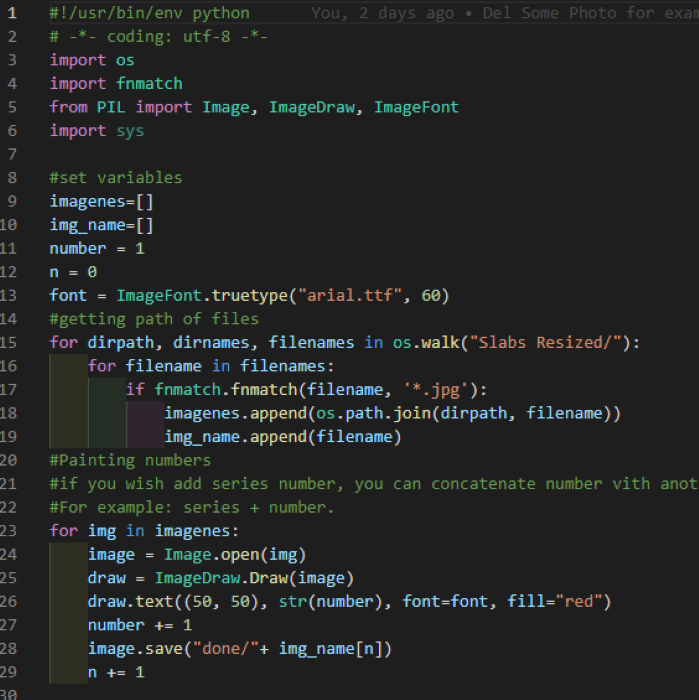 1 #!/usr/bin/env python You, 2 days ago • Del Some Photo for exam
2 # -*- coding: utf-8 -*-
3 import os
4 import fnmatch
5 from PIL import Image, ImageDraw, ImageFont
6 import sys
7
8 #set variables
9 imagenes=[]
10 img_name=[]
11 number = 1
12 n = 0
13 font = ImageFont.truetype("arial.ttf", 60)
14 #getting path of files
15 for dirpath, dirnames, filenames in os.walk("Slabs Resized/"):
16 for filename in filenames:
17 if fnmatch.fnmatch(filename, '*.jpg'):
18 imagenes.append(os.path.join(dirpath, filename))
19 img_name.append(filename)
20 #Painting numbers
21 #if you wish add series number, you can concatenate number vith anot
22 #For example: series + number.
23 for img in imagenes:
24 image = Image.open(img)
25 draw = ImageDraw.Draw(image)
26 draw.text((50, 50), str(number), font=font, fill="red")
27 number += 1
28 image.save("done/"+ img_name[n])
29 n += 1
30